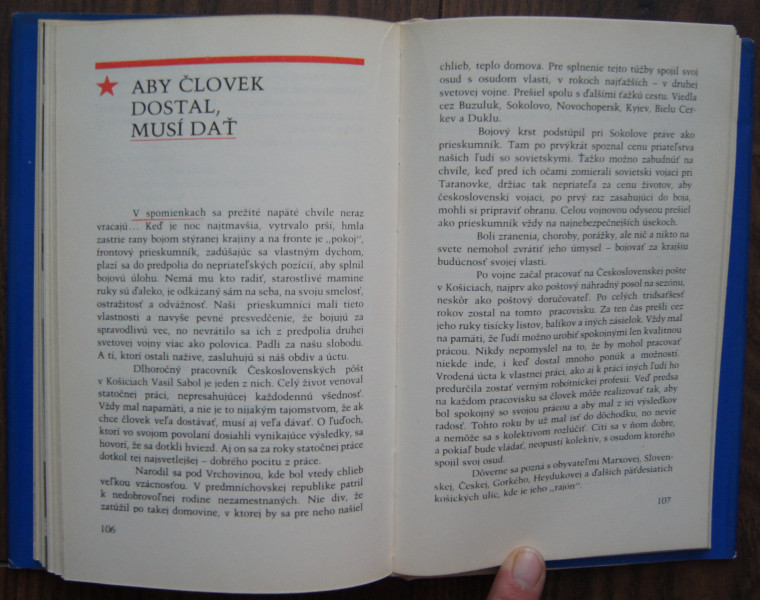 ABY ČLOVEK
DOSTAL,
MUSÍ DAŤ
V spomienkach sa prežité napäté chvíle neraz
vracajú... Keď je noc najtmavšia, vytrvalo prší, hmla
zastrie rany bojom stýranej krajiny a na fronte je „pokoj",
frontový prieskumník, zadúšajúc sa vlastným dychom,
plazí sa do predpolia do nepriateľských pozícií, aby splnil
bojovú úlohu. Nemá mu kto radiť, starostlivé mamine
ruky sú ďaleko, je odkázaný sám na seba, na svoju smelosť,
ostražitosť a odvážnosť. Naši prieskumníci mali tieto
vlastnosti a navyše pevné presvedčenie, že bojujú za
spravodlivú vec, no nevrátilo sa ich z predpolia druhej
svetovej vojny viac ako polovica. Padli za našu slobodu.
A tí, ktorí ostali nažive, zasluhujú si náš obdiv a úctu.
Dlhoročný pracovník Československých pôšt
v Košiciach Vasil Sabol je jeden z nich. Celý život venoval
statočnej práci, nepresahujúcej každodennú všednosť.
Vždy mal napamäti, a nie je to nijakým tajomstvom, že ak
chce človek veľa dostávať, musí aj veľa dávať. O ľuďoch,
ktorí vo svojom povolaní dosiahli vynikajúce výsledky, sa
hovorí, že sa dotkli hviezd. Aj on sa za roky statočnej práce
dotkol tej najsvetlejšej – dobrého pocitu z práce.
Narodil sa pod Vrchovinou, kde bol vtedy chlieb
veľkou vzácnosťou. V predmníchovskej republike patril
k nedobrovoľnej rodine nezamestnaných. Nie div, že
zatúžil po takej domovine, v ktorej by sa pre neho našiel
106
chlieb, teplo domova. Pre splnenie tejto túžby spojil svoj
osud s osudom vlasti, v rokoch najťažších – v druhej
svetovej vojne. Prešiel spolu s ďalšími ťažkú cestu. Viedla
cez Buzuluk, Sokolovo, Novochopersk, Kyjev, Bielu Cer-
kev a Duklu.
Bojový krst podstúpil pri Sokolove práve ako
prieskumník. Tam po prvýkrát spoznal cenu priateľstva
našich ľudí so sovietskymi. Ťažko možno zabudnúť na
chvíle, keď pred ich očami zomierali sovietski vojaci pri
Taranovke, držiac tak nepriateľa za cenu životov, aby
československí vojaci, po prvý raz zasahujúci do boja,
mohli si pripraviť obranu. Celou vojnovou odyseou prešiel
ako prieskumník vždy na najnebezpečnejších úsekoch.
Boli zranenia, choroby, porážky, ale nič a nikto na
svete nemohol zvrátiť jeho úmysel – bojovať za krajšiu
budúcnosť svojej vlasti.
Po vojne začal pracovať na Československej pošte
v Košiciach, najprv ako poštový náhradný posol na sezónu,
neskôr ako poštový doručovateľ. Po celých tridsaťšesť
rokov zostal na tomto pracovisku. Za ten čas prešli cez
jeho ruky tisícky listov, balíkov a iných zásielok. Vždy mal
na pamäti, že ľudí možno urobiť spokojnými len kvalitnou
prácou. Nikdy nepomyslel na to, že by mohol pracovať
niekde inde, i keď dostal mnoho ponúk a možností.
Vrodená úcta k vlastnej práci, ako aj k práci iných ľudí ho
predurčila zostať verným robotníckej profesii. Veď predsa
na každom pracovisku sa človek môže realizovať tak, aby
bol spokojný so svojou prácou a aby mal z jej výsledkov
radosť. Tohto roku by už mal ísť do dôchodku, no nevie
a nemôže sa s kolektívom rozlúčiť. Cíti sa v ňom dobre,
a pokiaľ bude vládať, neopustí kolektív, s osudom ktorého
spojil svoj osud.
Dôverne sa pozná s obyvateľmi Marxovej, Sloven-
skej, Českej, Gorkého, Heydukovej a ďalších päťdesiatich
košických ulíc, kde je jeho „rajón".
107